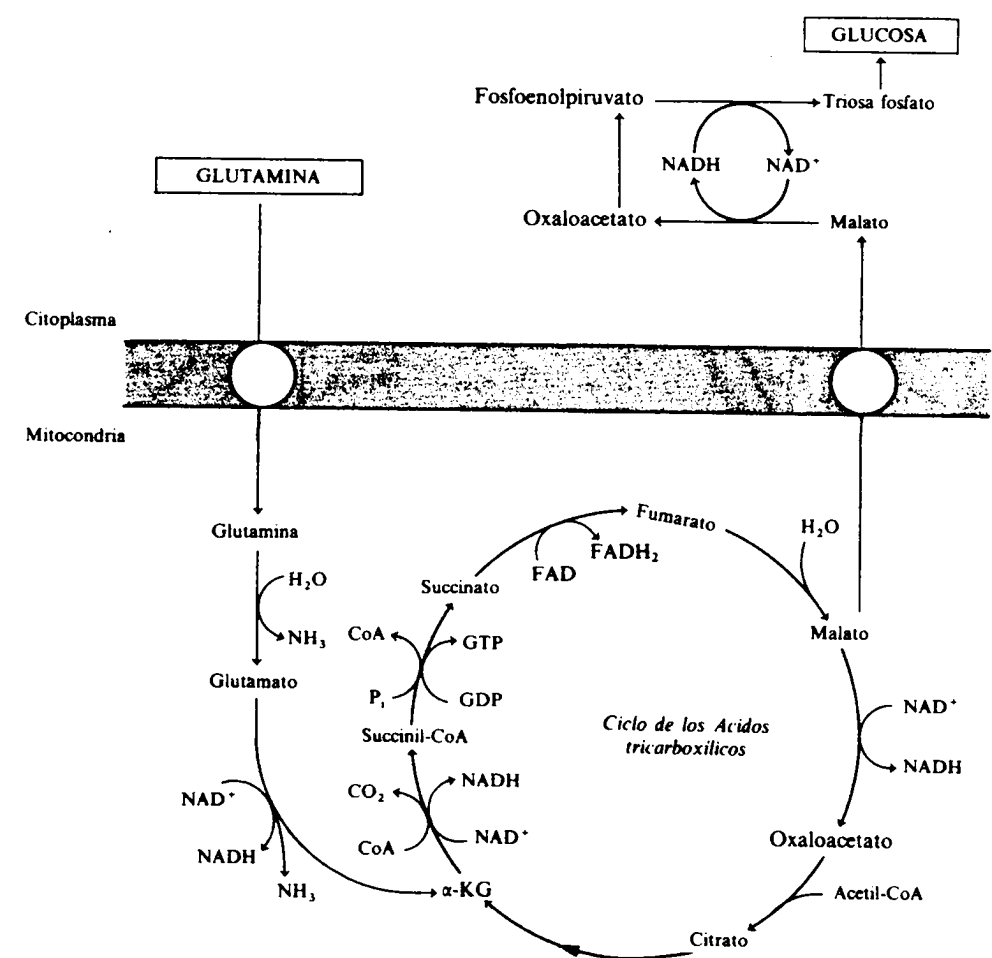 GLUCOSA
Fosfoenolpiruvato
Triosa fosfato
NADH
NAD⁺
GLUTAMINA
Oxaloacetato
Malato
Citoplasma
Mitocondria
Glutamina
H₂O
NH₃
Glutamato
NAD⁺
NADH
NH₃
α-KG
CO₂
NADH
CoA
NAD⁺
Succinil-CoA
CoA
GTP
P₁
GDP
Succinato
FAD
FADH₂
Fumarato
H₂O
Malato
NAD⁺
NADH
Oxaloacetato
Acetil-CoA
Citrato
Ciclo de los Acidos
tricarboxilicos